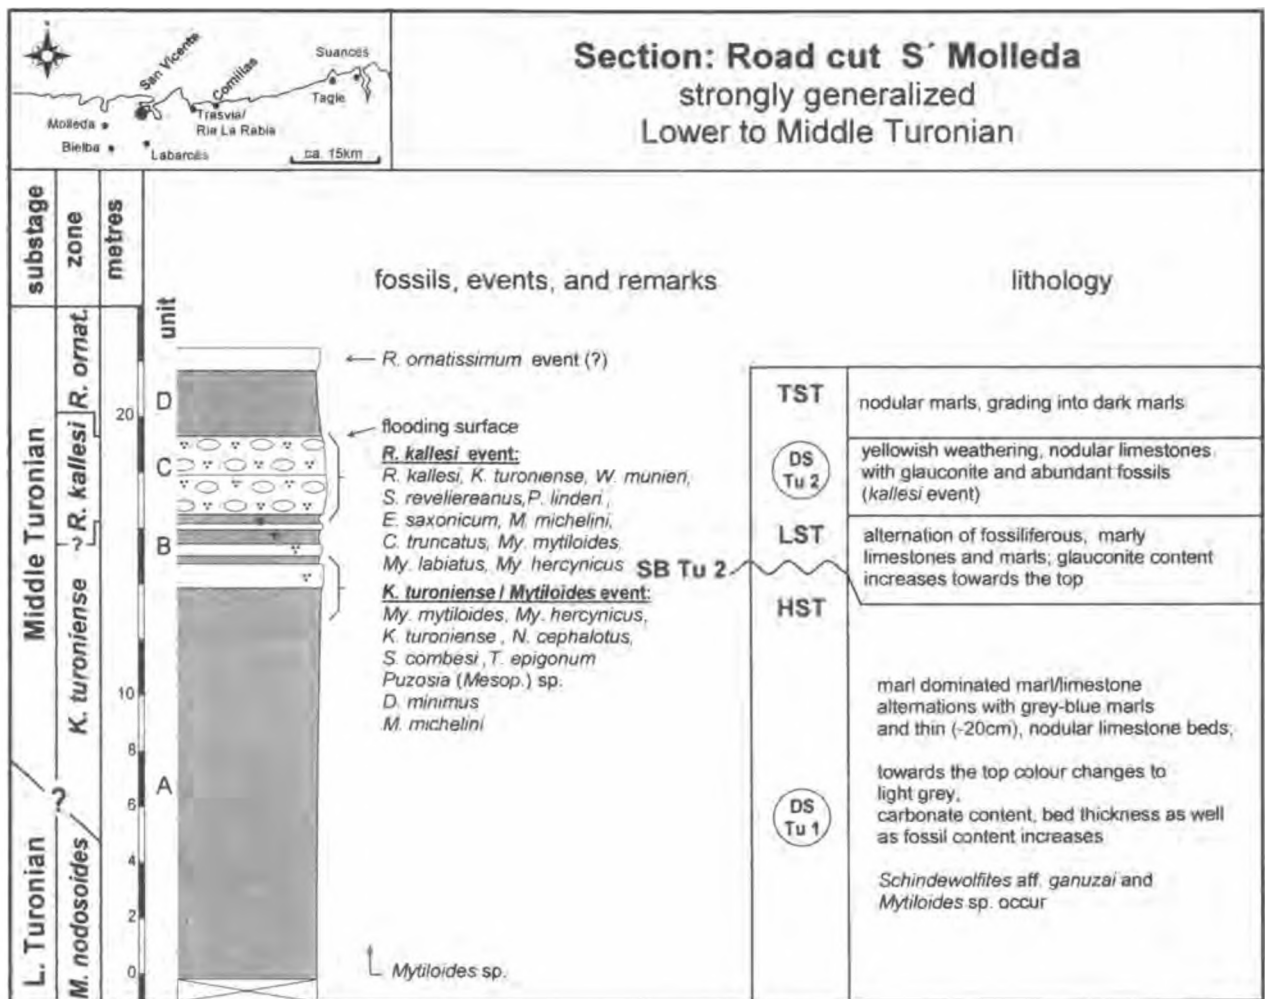 Section: Road cut S´ Molleda
strongly generalized
Lower to Middle Turonian
San Vicente
Comillas
Suances
Tagle
Trasvia/
Ria La Rabia
Molleda
Bielba
Labarces
ca. 15km
substage
zone
metres
unit
fossils, events, and remarks
lithology
Middle Turonian
L. Turonian
R. ornat.
? R. kallesi
K. turoniense
?
M. nodosoides
20
10
8
6
4
2
0
D
C
B
A
R. ornatissimum event (?)
flooding surface
R. kallesi event:
R. kallesi, K. turoniense, W. munieri,
S. reveliereanus, P. linderi,
E. saxonicum, M. michelini,
C. truncatus, My. mytiloides,
My. labiatus, My. hercynicus
SB Tu 2
K. turoniense / Mytiloides event:
My. mytiloides, My. hercynicus,
K. turoniense, N. cephalotus,
S. combesi, T. epigonum
Puzosia (Mesop.) sp.
D. minimus
M. michelini
Mytiloides sp.
TST
DS
Tu 2
LST
HST
DS
Tu 1
nodular marls, grading into dark marls
yellowish weathering, nodular limestones
with glauconite and abundant fossils
(kallesi event)
alternation of fossiliferous, marly
limestones and marls; glauconite content
increases towards the top
marl dominated marl/limestone
alternations with grey-blue marls
and thin (-20cm), nodular limestone beds;
towards the top colour changes to
light grey,
carbonate content, bed thickness as well
as fossil content increases
Schindewolfites aff. ganuzai and
Mytiloides sp. occur